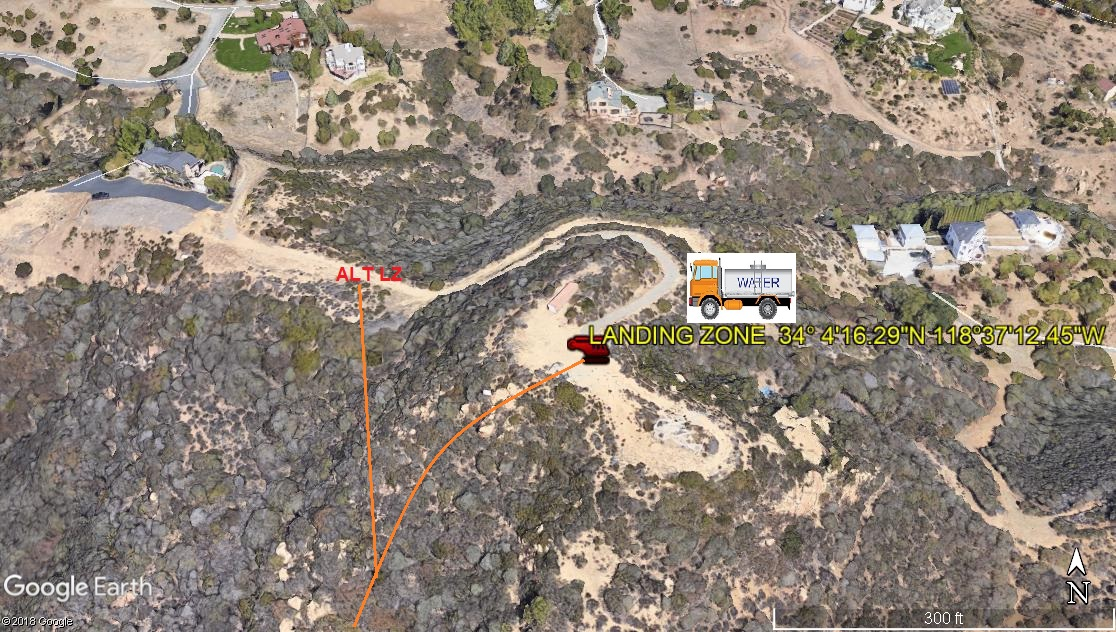 ALT LZ
WATER
LANDING ZONE 34° 4'16.29"N 118°37'12.45"W
Google Earth
©2018 Google
N
300 ft